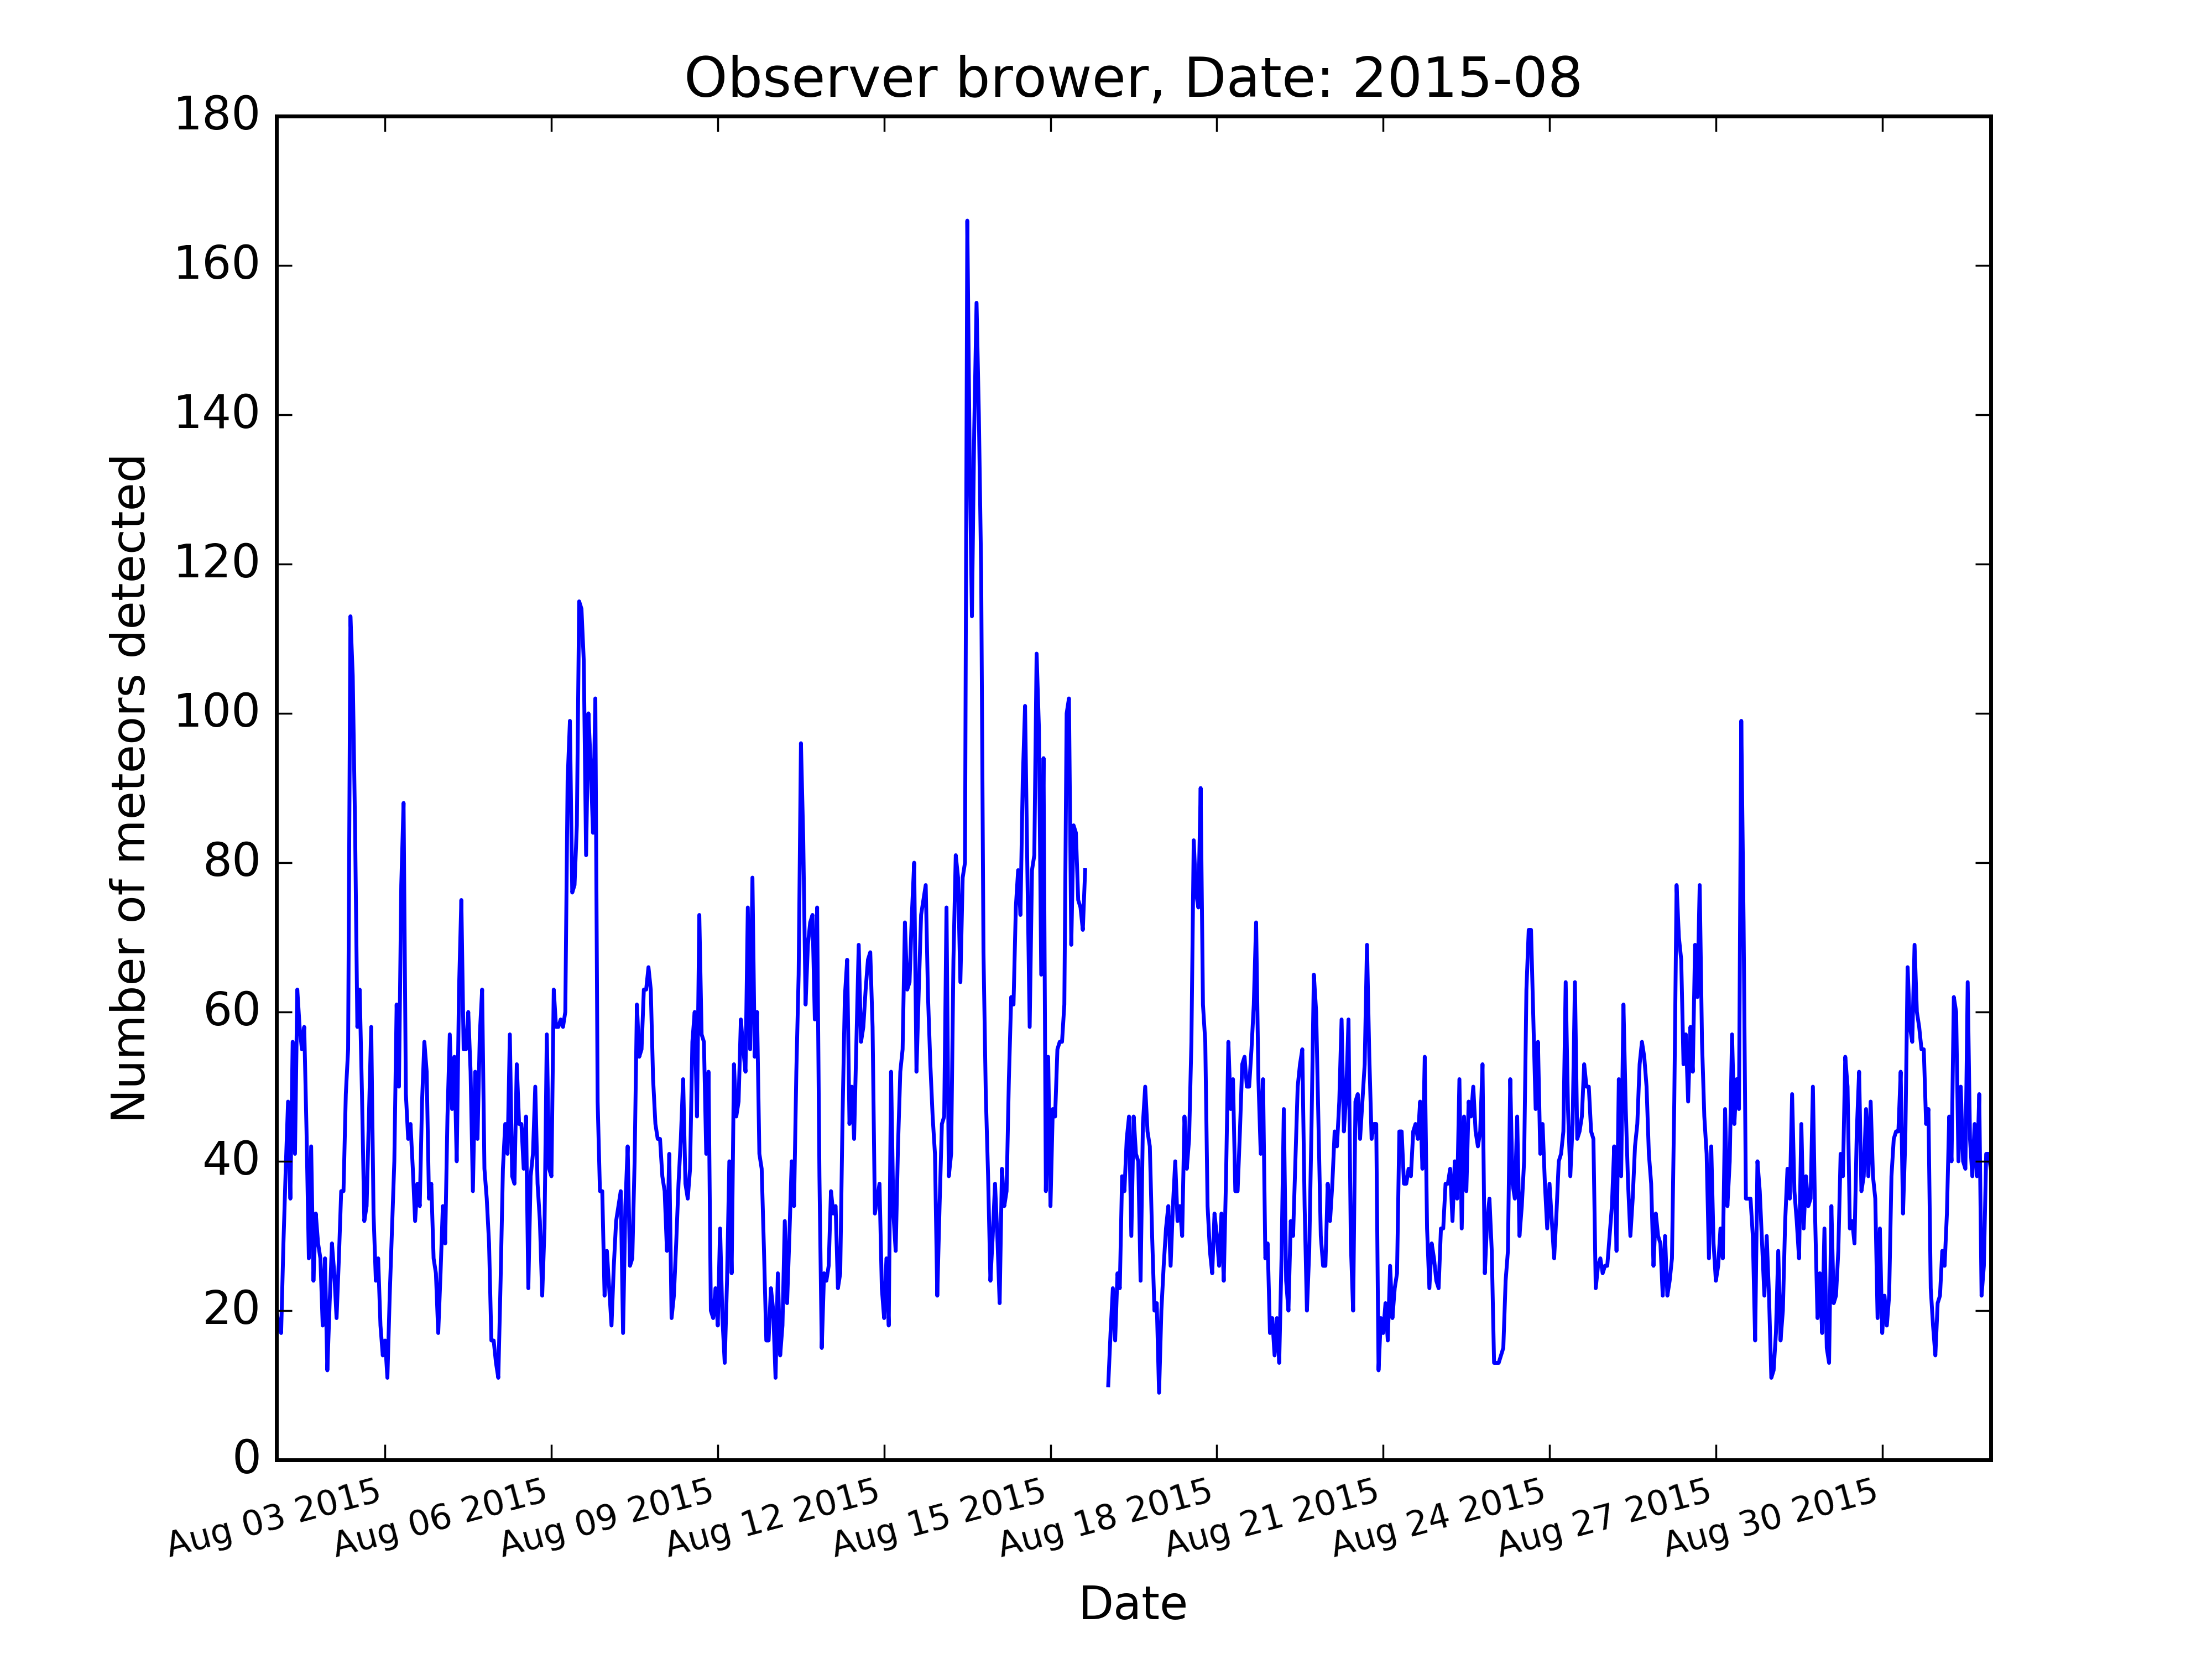 Observer brower, Date: 2015-08
180
160
140
120
100
80
60
40
20
0
Number of meteors detected
Aug 03 2015
Aug 06 2015
Aug 09 2015
Aug 12 2015
Aug 15 2015
Aug 18 2015
Aug 21 2015
Aug 24 2015
Aug 27 2015
Aug 30 2015
Date